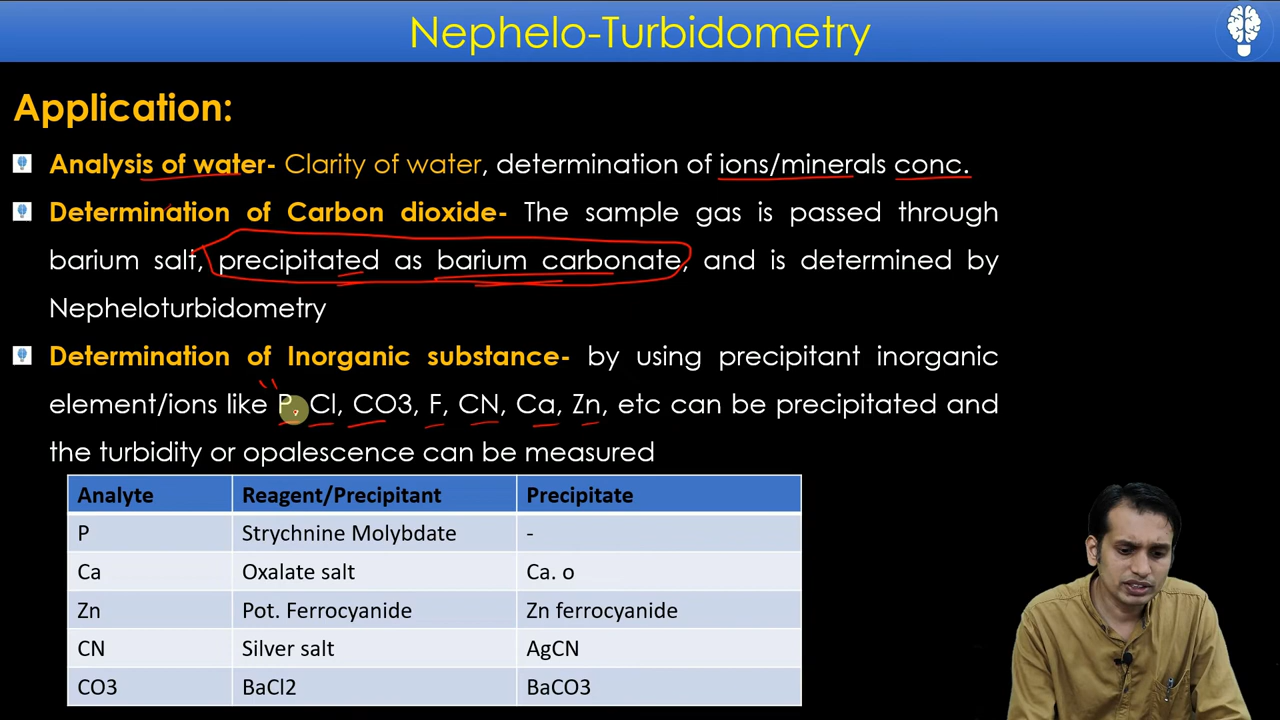 Nephelo-Turbidometry
Application:
Analysis of water- Clarity of water, determination of ions/minerals conc.
Determination of Carbon dioxide- The sample gas is passed through
barium salt, precipitated as barium carbonate, and is determined by
Nepheloturbidometry
Determination of Inorganic substance- by using precipitant inorganic
element/ions like P, Cl, CO3, F, CN, Ca, Zn, etc can be precipitated and
the turbidity or opalescence can be measured
Analyte Reagent/Precipitant Precipitate
P Strychnine Molybdate -
Ca Oxalate salt Ca. o
Zn Pot. Ferrocyanide Zn ferrocyanide
CN Silver salt AgCN
CO3 BaCl2 BaCO3